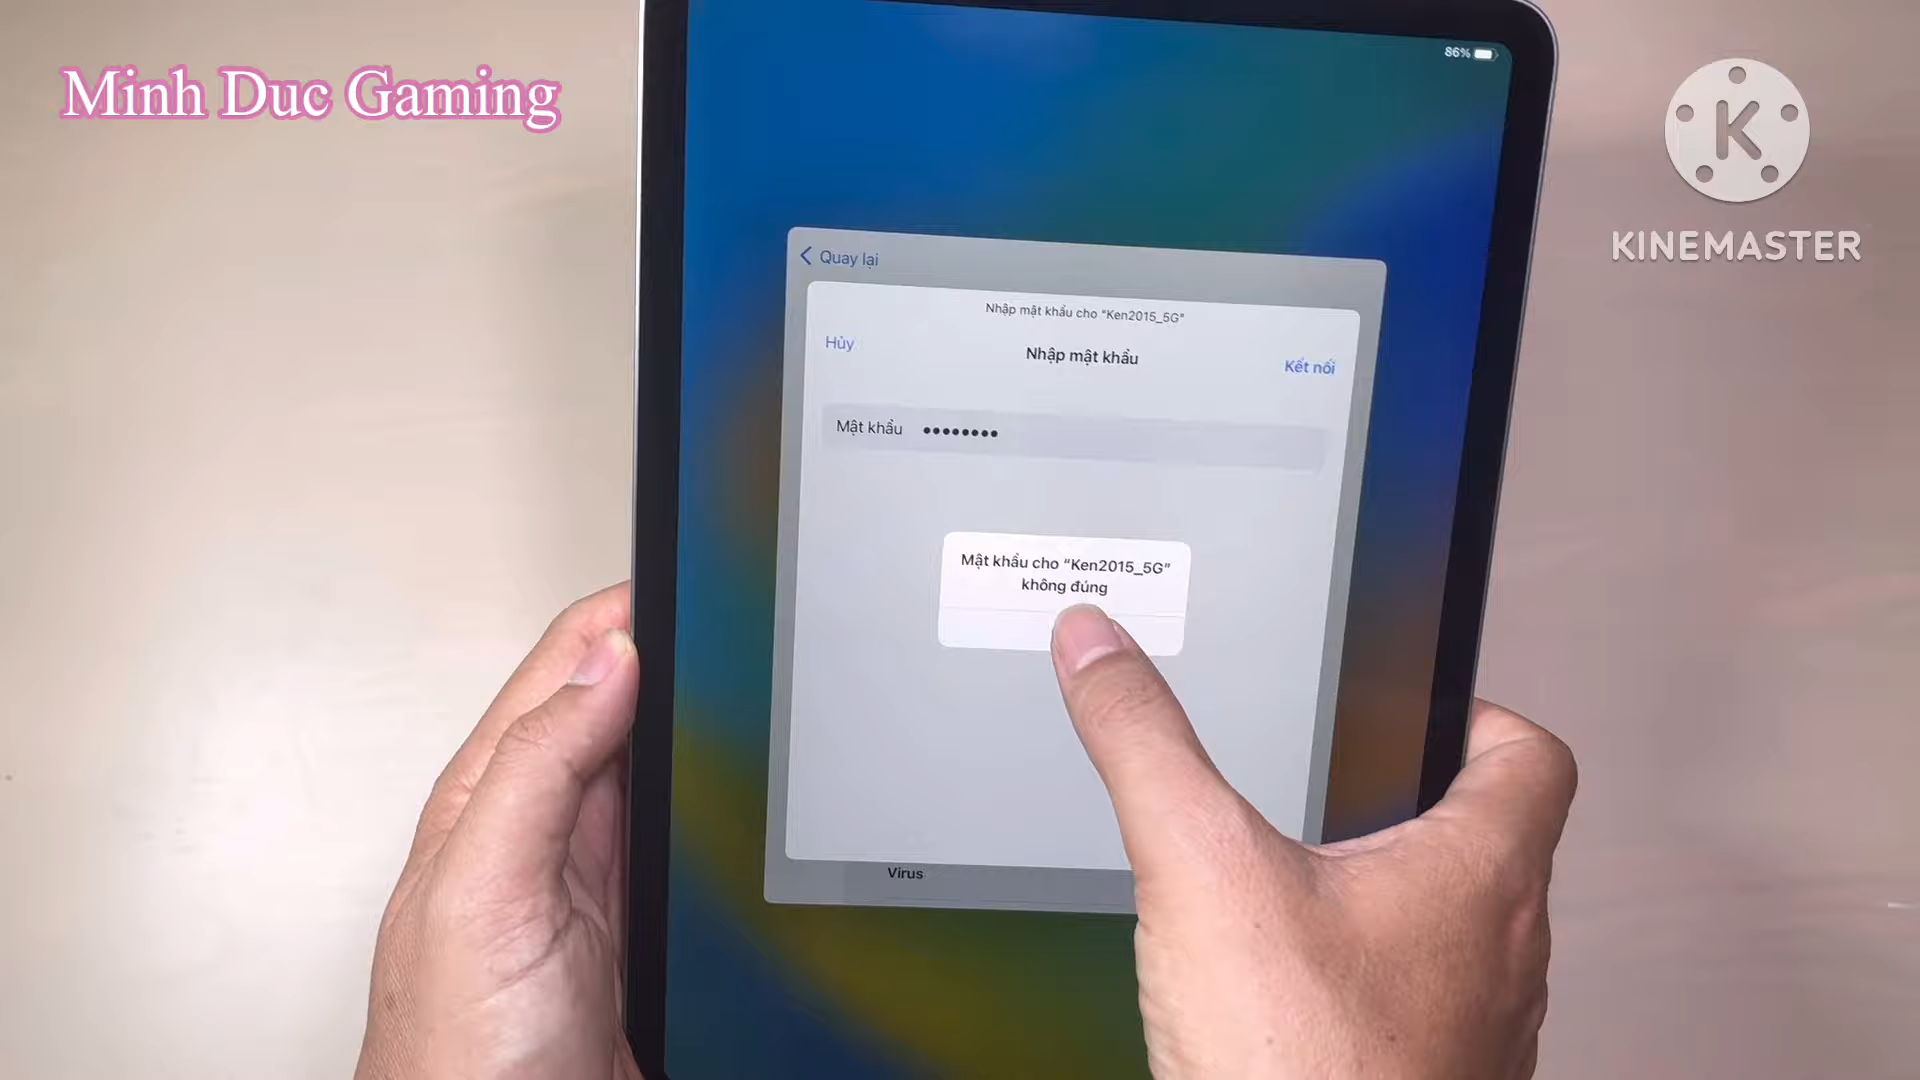 Minh Duc Gaming
86%
K
KINEMASTER
Quay lại
Nhập mật khẩu cho "Ken2015_5G"
Hủy
Nhập mật khẩu
Kết nối
Mật khẩu ••••••••
Mật khẩu cho "Ken2015_5G"
không đúng
Virus